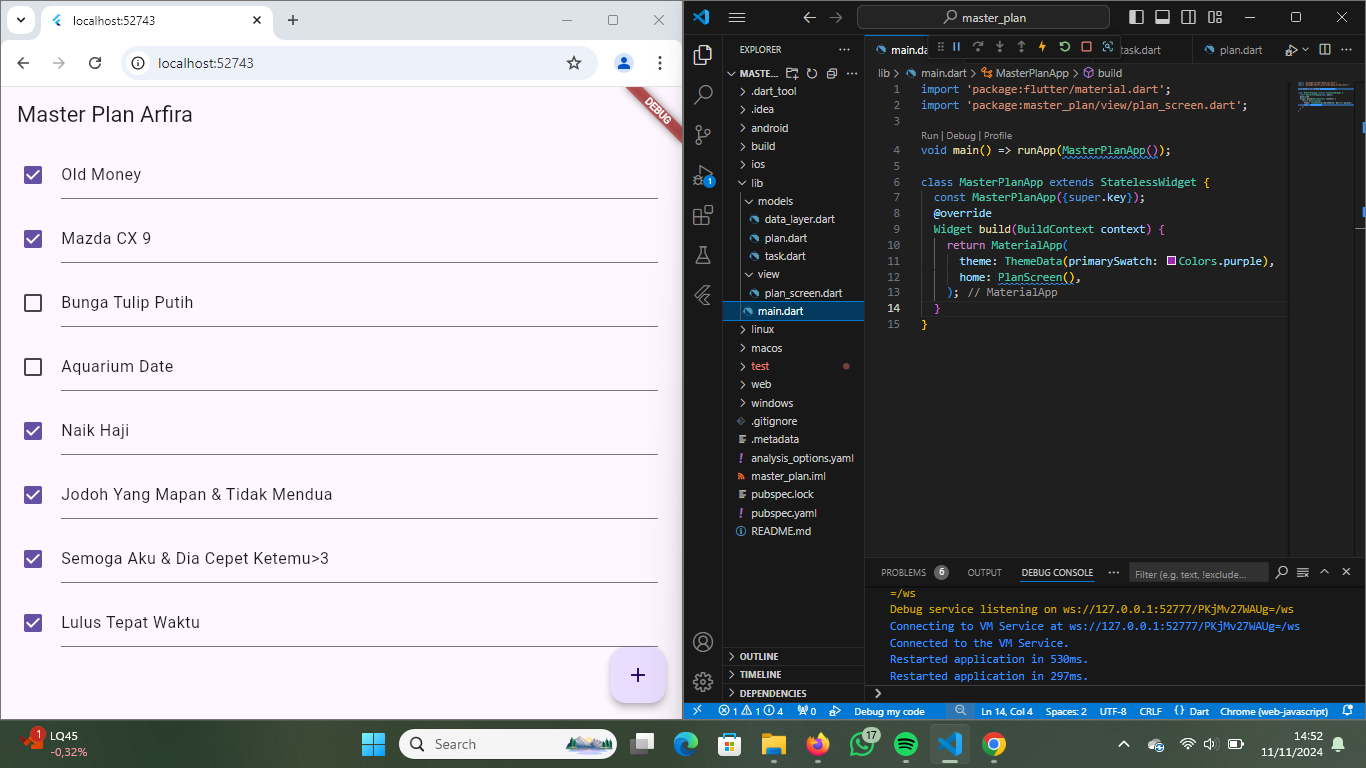 localhost:52743
localhost:52743
Master Plan Arfira
DEBUG
Old Money
Mazda CX 9
Bunga Tulip Putih
Aquarium Date
Naik Haji
Jodoh Yang Mapan & Tidak Mendua
Semoga Aku & Dia Cepet Ketemu>3
Lulus Tepat Waktu
+
master_plan
EXPLORER
MASTE...
.dart_tool
.idea
android
build
ios
lib
models
data_layer.dart
plan.dart
task.dart
view
plan_screen.dart
main.dart
linux
macos
test
web
windows
.gitignore
.metadata
analysis_options.yaml
master_plan.iml
pubspec.lock
pubspec.yaml
README.md
OUTLINE
TIMELINE
DEPENDENCIES
1
main.da
task.dart
plan.dart
lib > main.dart > MasterPlanApp > build
1 import 'package:flutter/material.dart';
2 import 'package:master_plan/view/plan_screen.dart';
3
Run | Debug | Profile
4 void main() => runApp(MasterPlanApp());
5
6 class MasterPlanApp extends StatelessWidget {
7 const MasterPlanApp({super.key});
8 @override
9 Widget build(BuildContext context) {
10 return MaterialApp(
11 theme: ThemeData(primarySwatch: Colors.purple),
12 home: PlanScreen(),
13 ); // MaterialApp
14 }
15 }
PROBLEMS 6 OUTPUT DEBUG CONSOLE ... Filter (e.g. text, !exclude...
=/ws
Debug service listening on ws://127.0.0.1:52777/PKjMv27WAUg=/ws
Connecting to VM Service at ws://127.0.0.1:52777/PKjMv27WAUg=/ws
Connected to the VM Service.
Restarted application in 530ms.
Restarted application in 297ms.
>
1 1 4 0 Debug my code Ln 14, Col 4 Spaces: 2 UTF-8 CRLF {} Dart Chrome (web-javascript)
1
LQ45
-0,32%
Search
17
14:52
11/11/2024